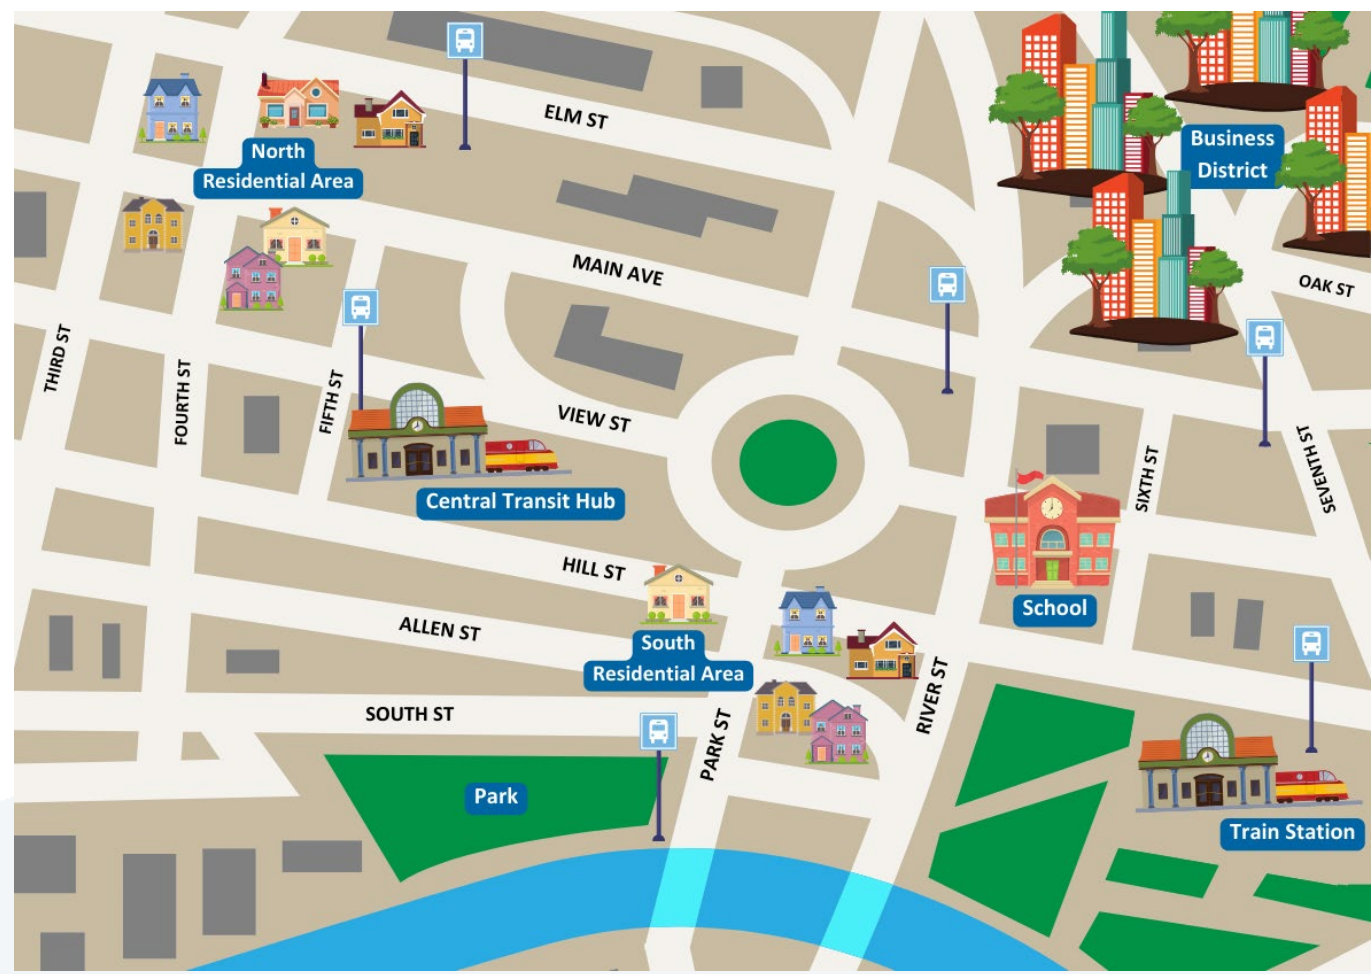 ELM ST
Business
District
North
Residential Area
MAIN AVE
OAK ST
THIRD ST
FOURTH ST
FIFTH ST
VIEW ST
SIXTH ST
SEVENTH ST
Central Transit Hub
HILL ST
School
ALLEN ST
South
Residential Area
RIVER ST
SOUTH ST
PARK ST
Park
Train Station